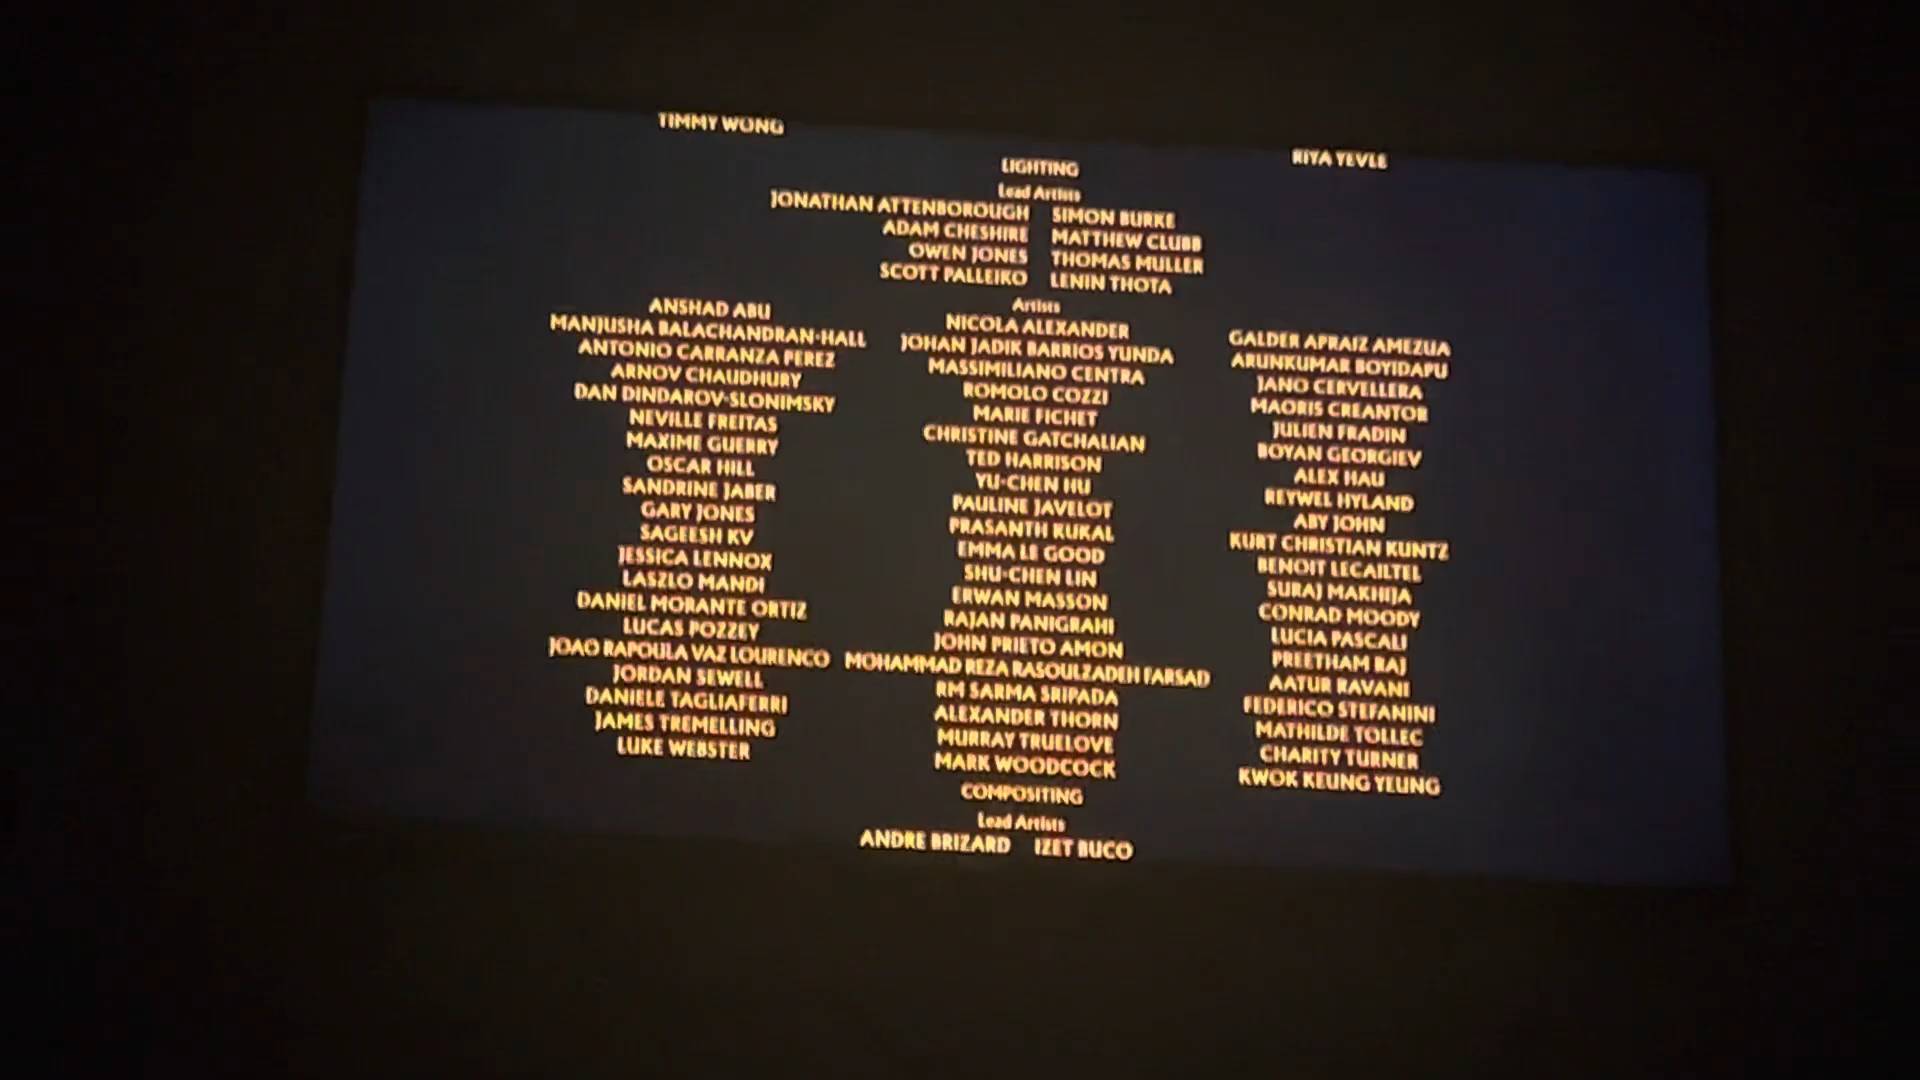 TIMMY WONG
RIYA YEVLE
LIGHTING
Lead Artists
JONATHAN ATTENBOROUGH SIMON BURKE
ADAM CHESHIRE MATTHEW CLUBB
OWEN JONES THOMAS MULLER
SCOTT PALLEIKO LENIN THOTA
Artists
ANSHAD ABU NICOLA ALEXANDER GALDER APRAIZ AMEZUA
MANJUSHA BALACHANDRAN-HALL JOHAN JADIK BARRIOS YUNDA ARUNKUMAR BOYIDAPU
ANTONIO CARRANZA PEREZ MASSIMILIANO CENTRA JANO CERVELLERA
ARNOV CHAUDHURY ROMOLO COZZI MAORIS CREANTOR
DAN DINDAROV-SLONIMSKY MARIE FICHET JULIEN FRADIN
NEVILLE FREITAS CHRISTINE GATCHALIAN BOYAN GEORGIEV
MAXIME GUERRY TED HARRISON ALEX HAU
OSCAR HILL YU-CHEN HU REYWEL HYLAND
SANDRINE JABER PAULINE JAVELOT ABY JOHN
GARY JONES PRASANTH KUKAL KURT CHRISTIAN KUNTZ
SAGEESH KV EMMA LE GOOD BENOIT LECAILTEL
JESSICA LENNOX SHU-CHEN LIN SURAJ MAKHIJA
LASZLO MANDI ERWAN MASSON CONRAD MOODY
DANIEL MORANTE ORTIZ RAJAN PANIGRAHI LUCIA PASCALI
LUCAS POZZEY JOHN PRIETO AMON PREETHAM RAJ
JOAO RAPOULA VAZ LOURENCO MOHAMMAD REZA RASOULZADEH FARSAD AATUR RAVANI
JORDAN SEWELL RM SARMA SRIPADA FEDERICO STEFANINI
DANIELE TAGLIAFERRI ALEXANDER THORN MATHILDE TOLLEC
JAMES TREMELLING MURRAY TRUELOVE CHARITY TURNER
LUKE WEBSTER MARK WOODCOCK KWOK KEUNG YEUNG
COMPOSITING
Lead Artists
ANDRE BRIZARD IZET BUCO